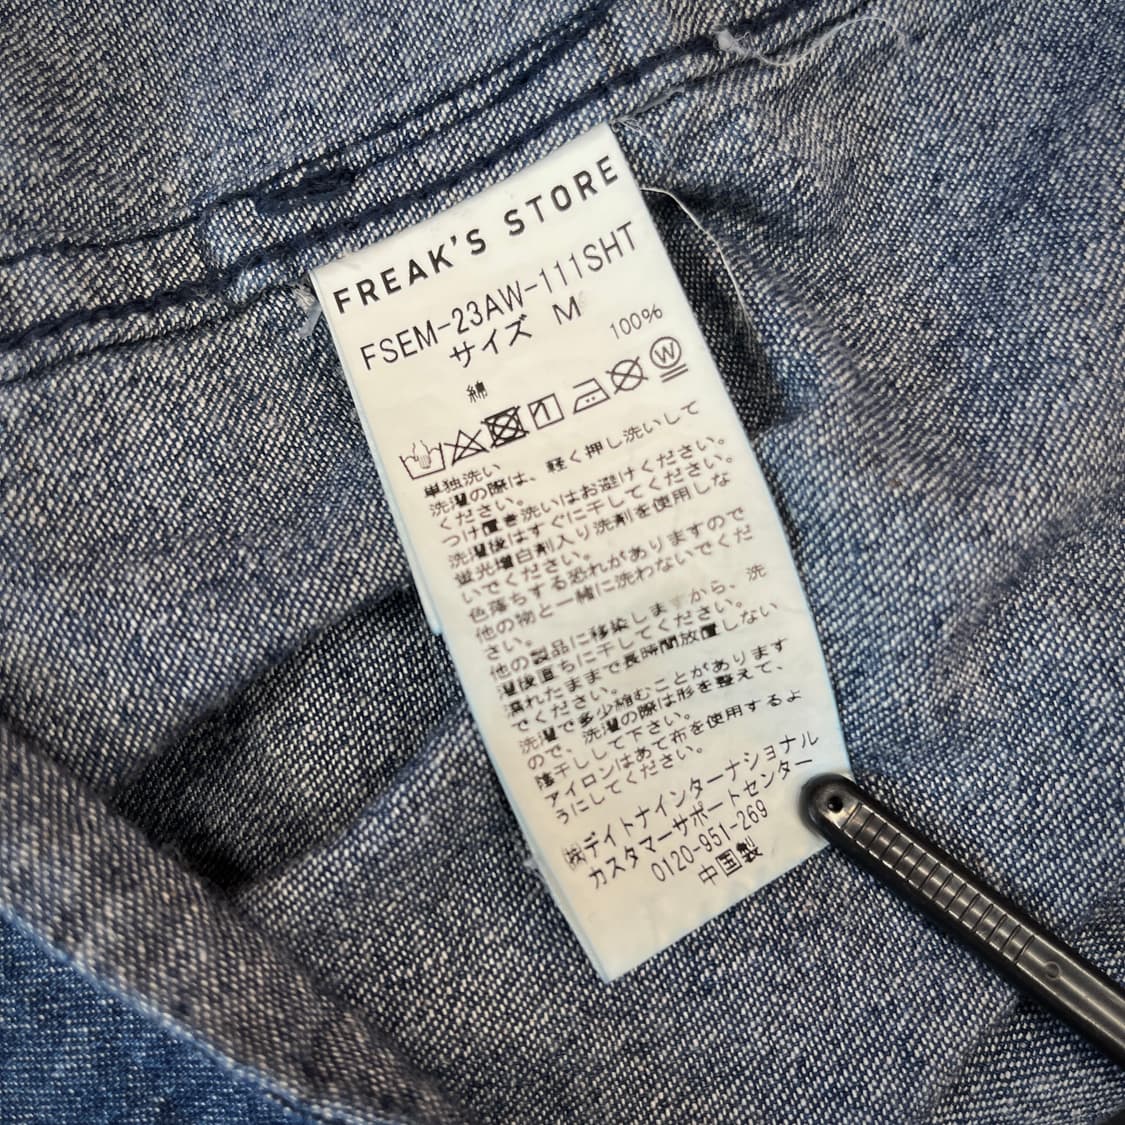 FREAK'S STORE
FSEM-23AW-111SHT
サイズ M
綿 100%
W
単独洗い
洗濯の際は、軽く押し洗いして
ください。
つけ置き洗いはお避けください。
洗濯後はすぐに干してください。
蛍光増白剤入り洗剤を使用しな
いでください。
色落ちする恐れがありますので
他の物と一緒に洗わないでくだ
さい。
他の製品に移染しますから、洗
濯後直ちに干してください。
濡れたままで長時間放置しない
でください。
洗濯で多少縮むことがあります
ので、洗濯の際は形を整えて、
陰干しして下さい。
アイロンはあて布を使用するよ
うにしてください。
㈱デイトナインターナショナル
カスタマーサポートセンター
0120-951-269
中国製